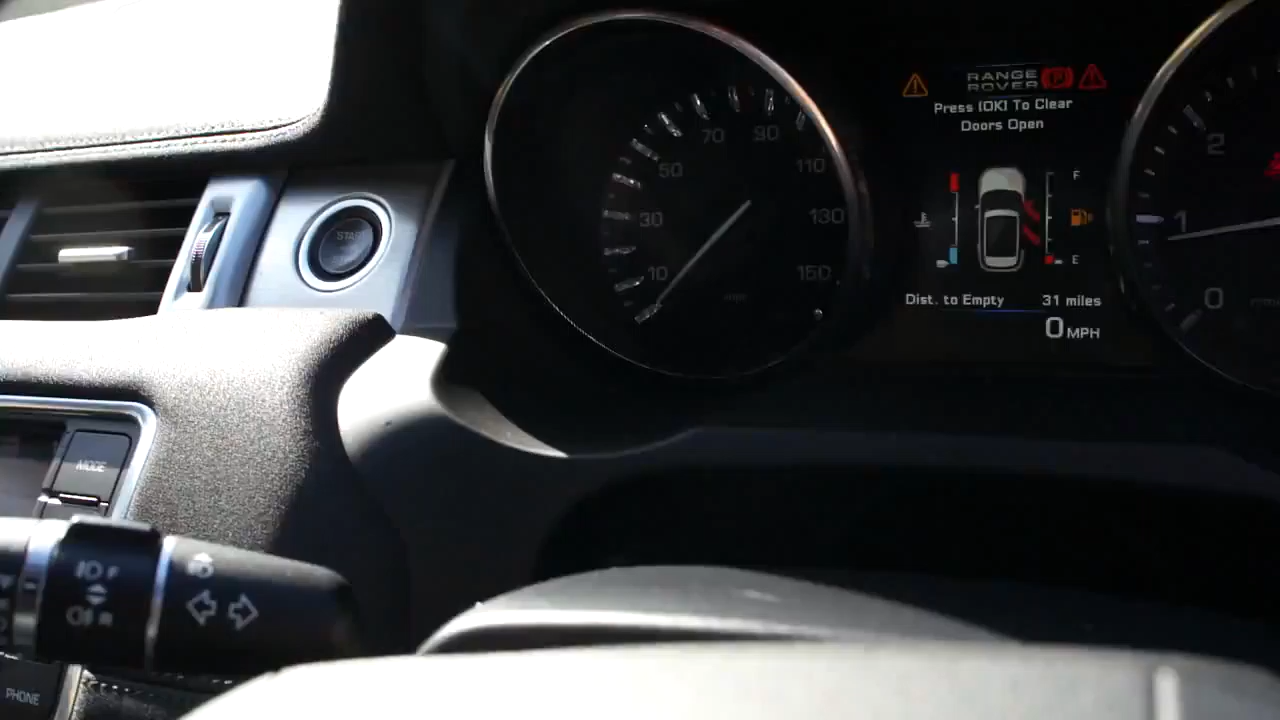 START
MODE
PHONE
10
30
50
70
90
110
130
150
RANGE
ROVER
Press [OK] To Clear
Doors Open
F
E
Dist. to Empty 31 miles
0 MPH
2
1
0